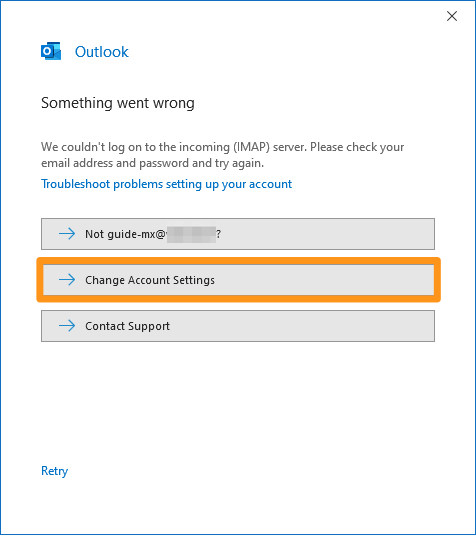 Outlook
Something went wrong
We couldn't log on to the incoming (IMAP) server. Please check your
email address and password and try again.
Troubleshoot problems setting up your account
Not guide-mx@ ?
Change Account Settings
Contact Support
Retry